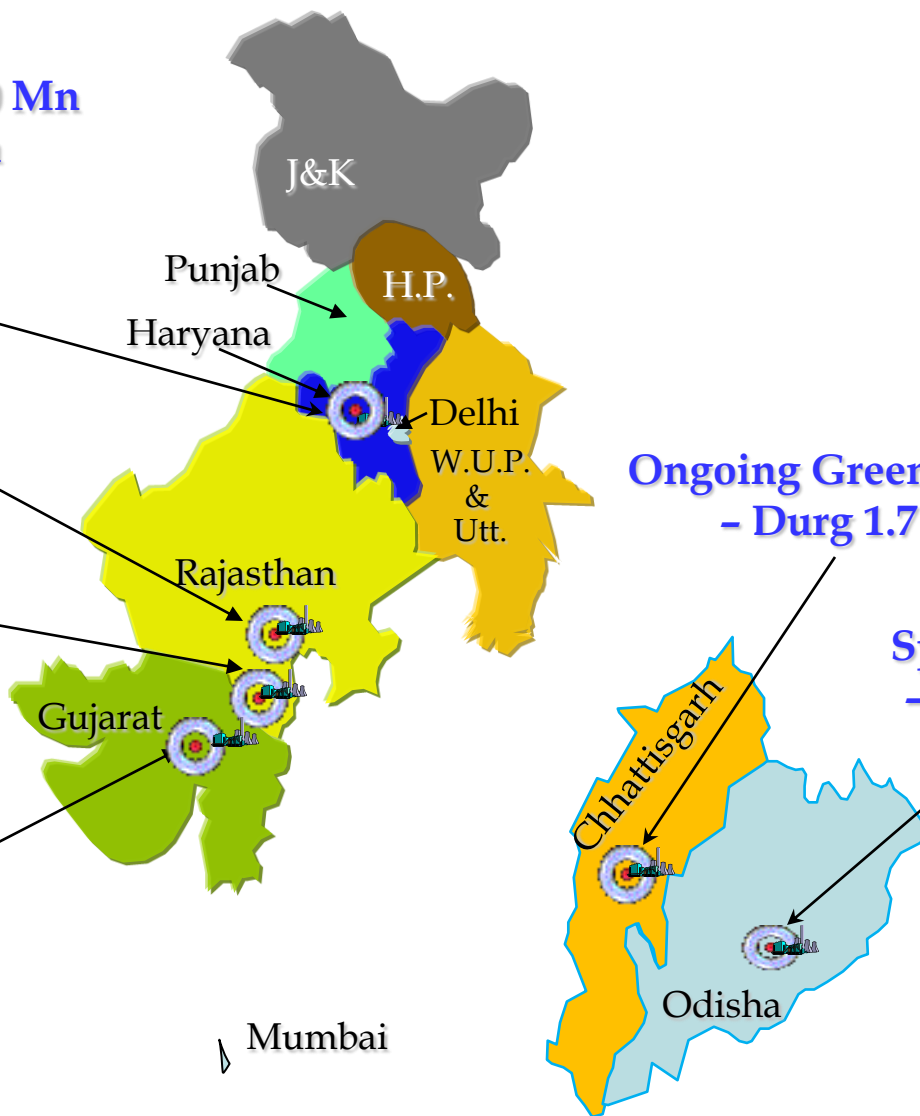 Mn
J&K
Punjab
H.P.
Haryana
Delhi
W.U.P.
&
Utt.
Ongoing Green
– Durg 1.7
Rajasthan
Gujarat
Chhattisgarh
Odisha
Mumbai